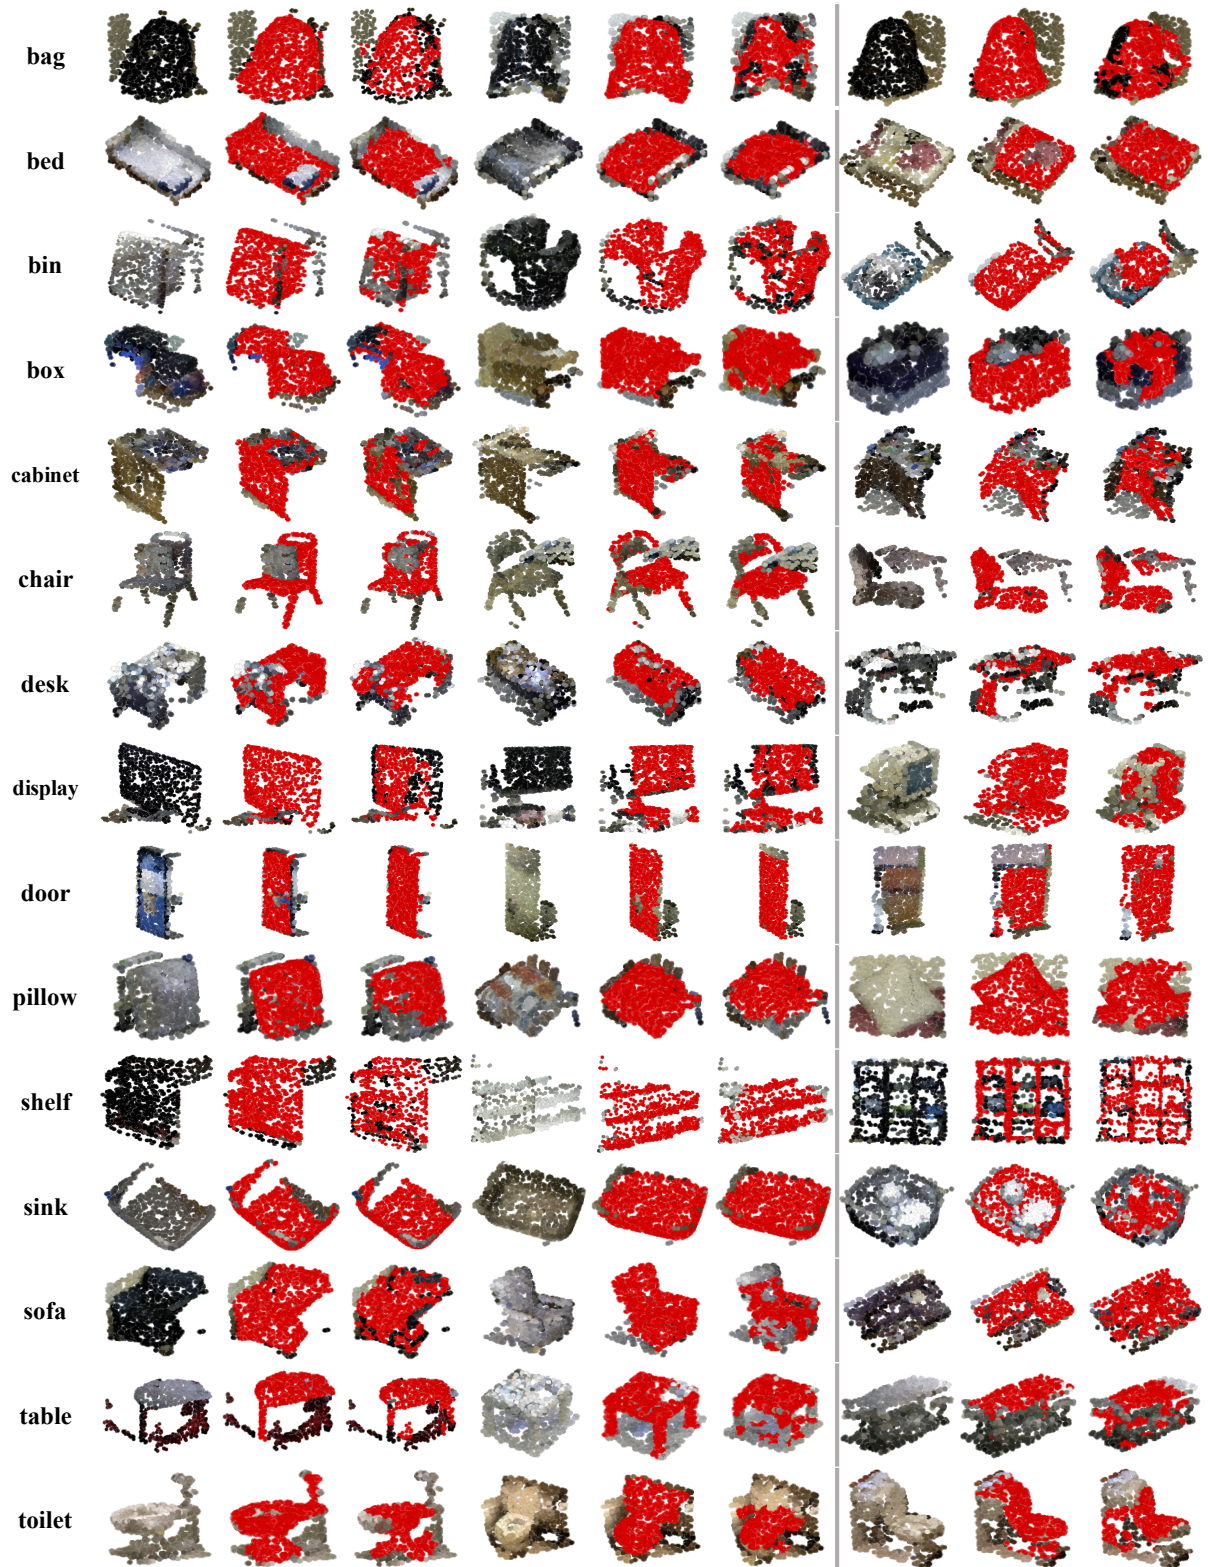 bag
bed
bin
box
cabinet
chair
desk
display
door
pillow
shelf
sink
sofa
table
toilet